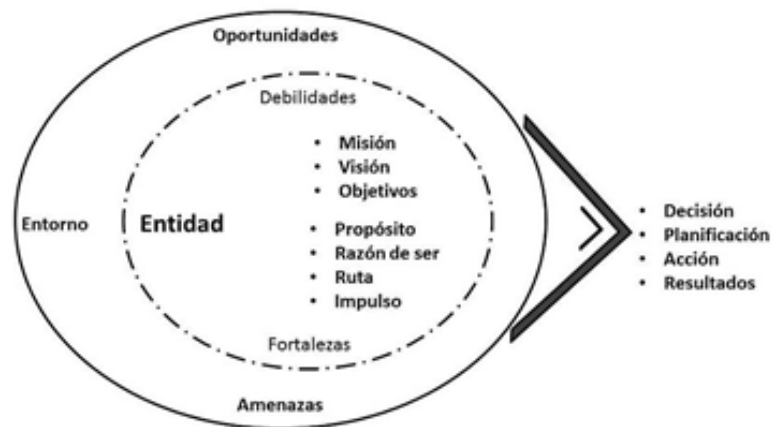 Oportunidades
Debilidades
• Misión
• Visión
• Objetivos
Entorno
Entidad
• Propósito
• Razón de ser
• Ruta
• Impulso
Fortalezas
Amenazas
• Decisión
• Planificación
• Acción
• Resultados